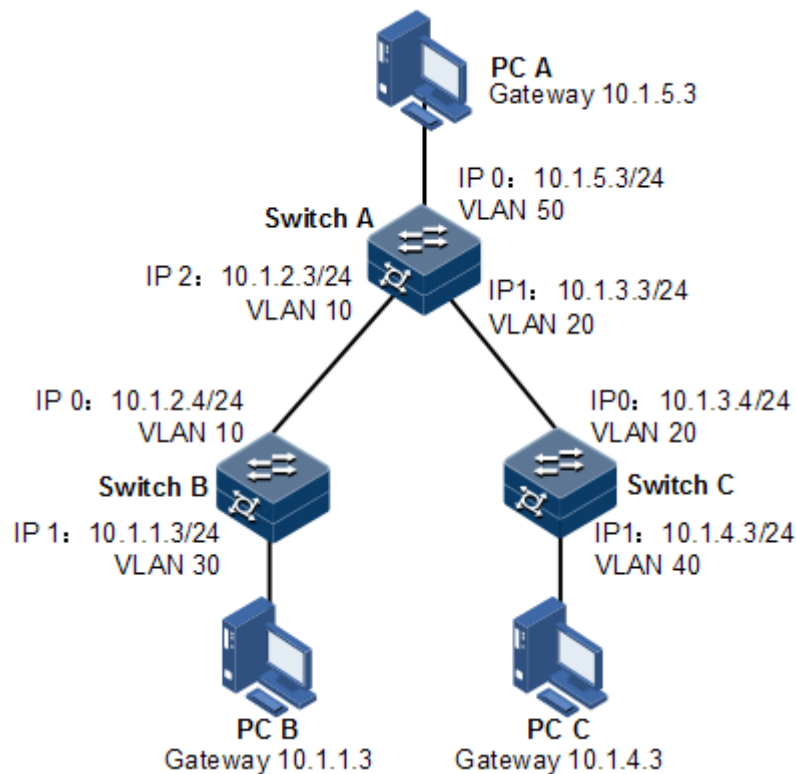 PC A
Gateway 10.1.5.3
IP 0：10.1.5.3/24
VLAN 50
Switch A
IP 2：10.1.2.3/24
VLAN 10
IP1：10.1.3.3/24
VLAN 20
IP 0：10.1.2.4/24
VLAN 10
IP0：10.1.3.4/24
VLAN 20
Switch B
Switch C
IP 1：10.1.1.3/24
VLAN 30
IP1：10.1.4.3/24
VLAN 40
PC B
Gateway 10.1.1.3
PC C
Gateway 10.1.4.3